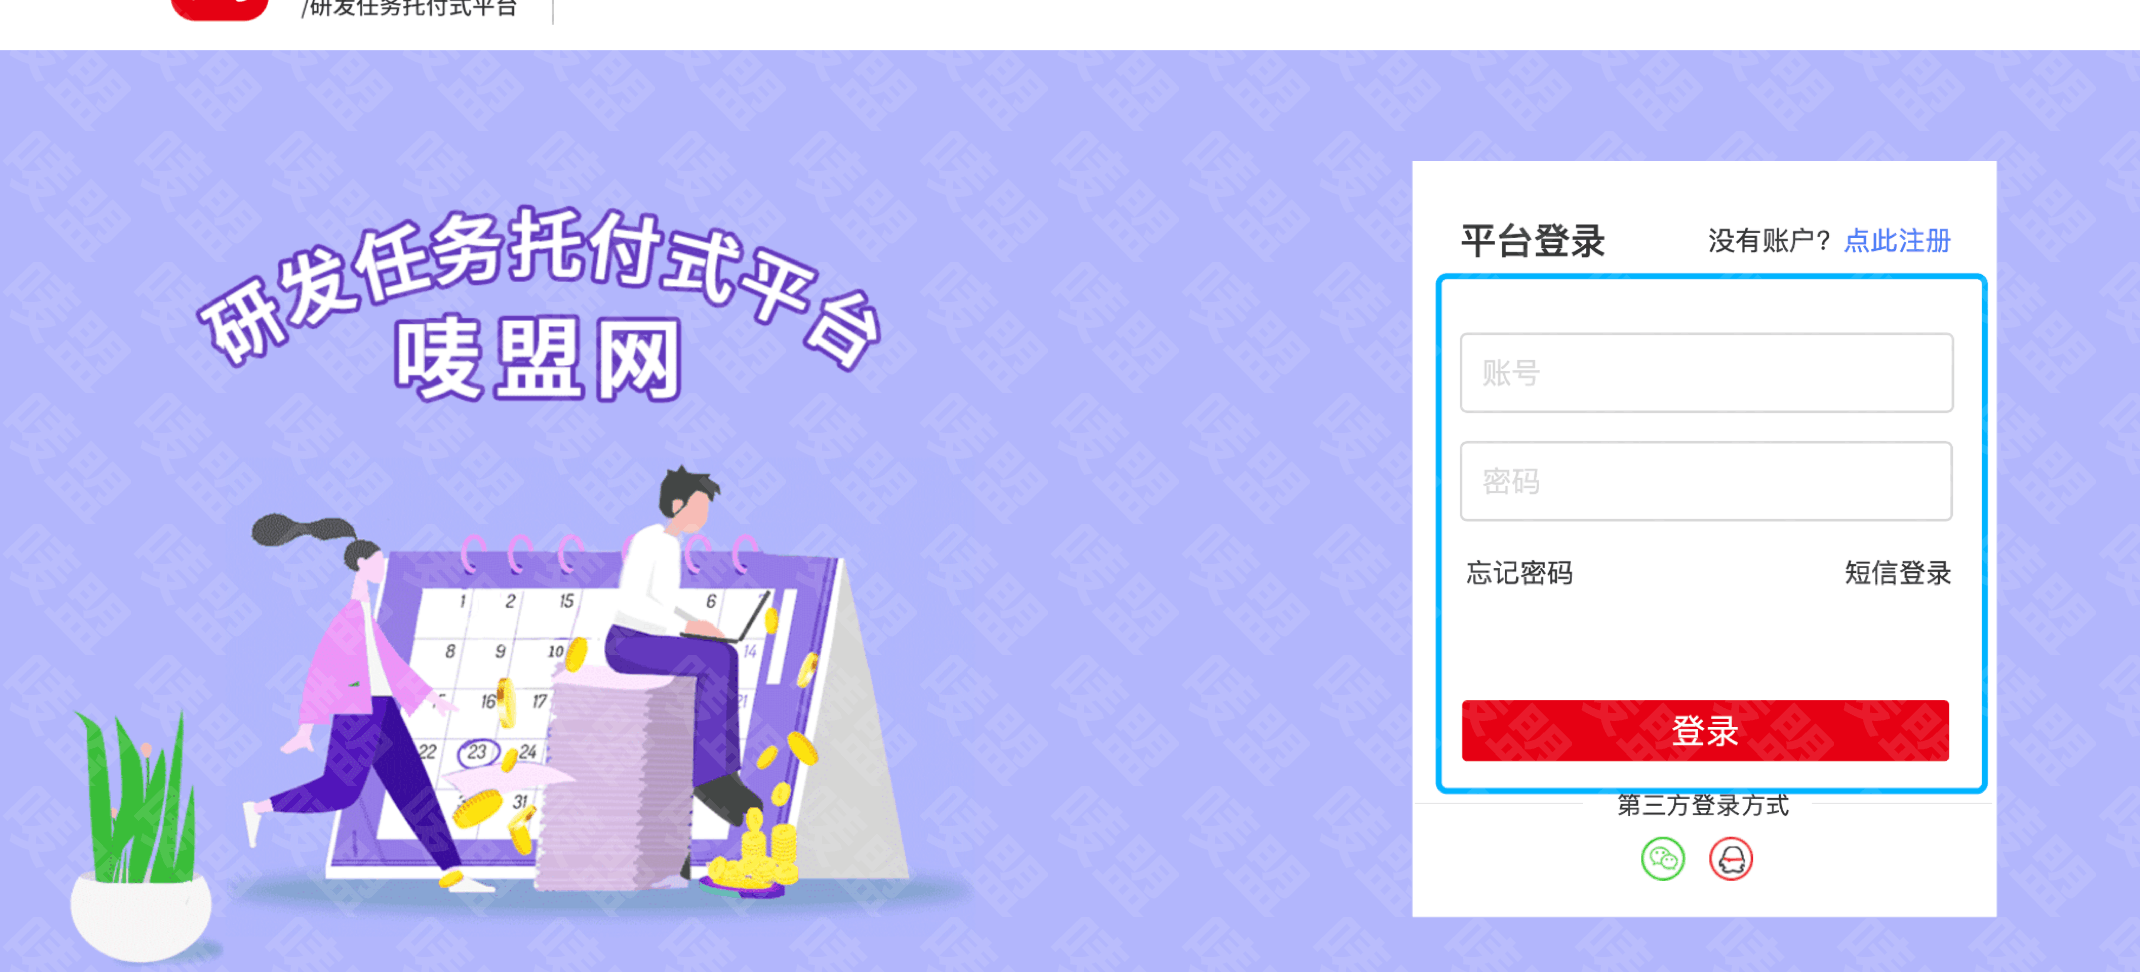 /研发任务托付式平台
研发任务托付式平台
唛盟网
平台登录
没有账户？点此注册
账号
密码
忘记密码
短信登录
登录
第三方登录方式
1 2 15 6
8 9 10 14
16 17 21
22 23 24
31
唛盟